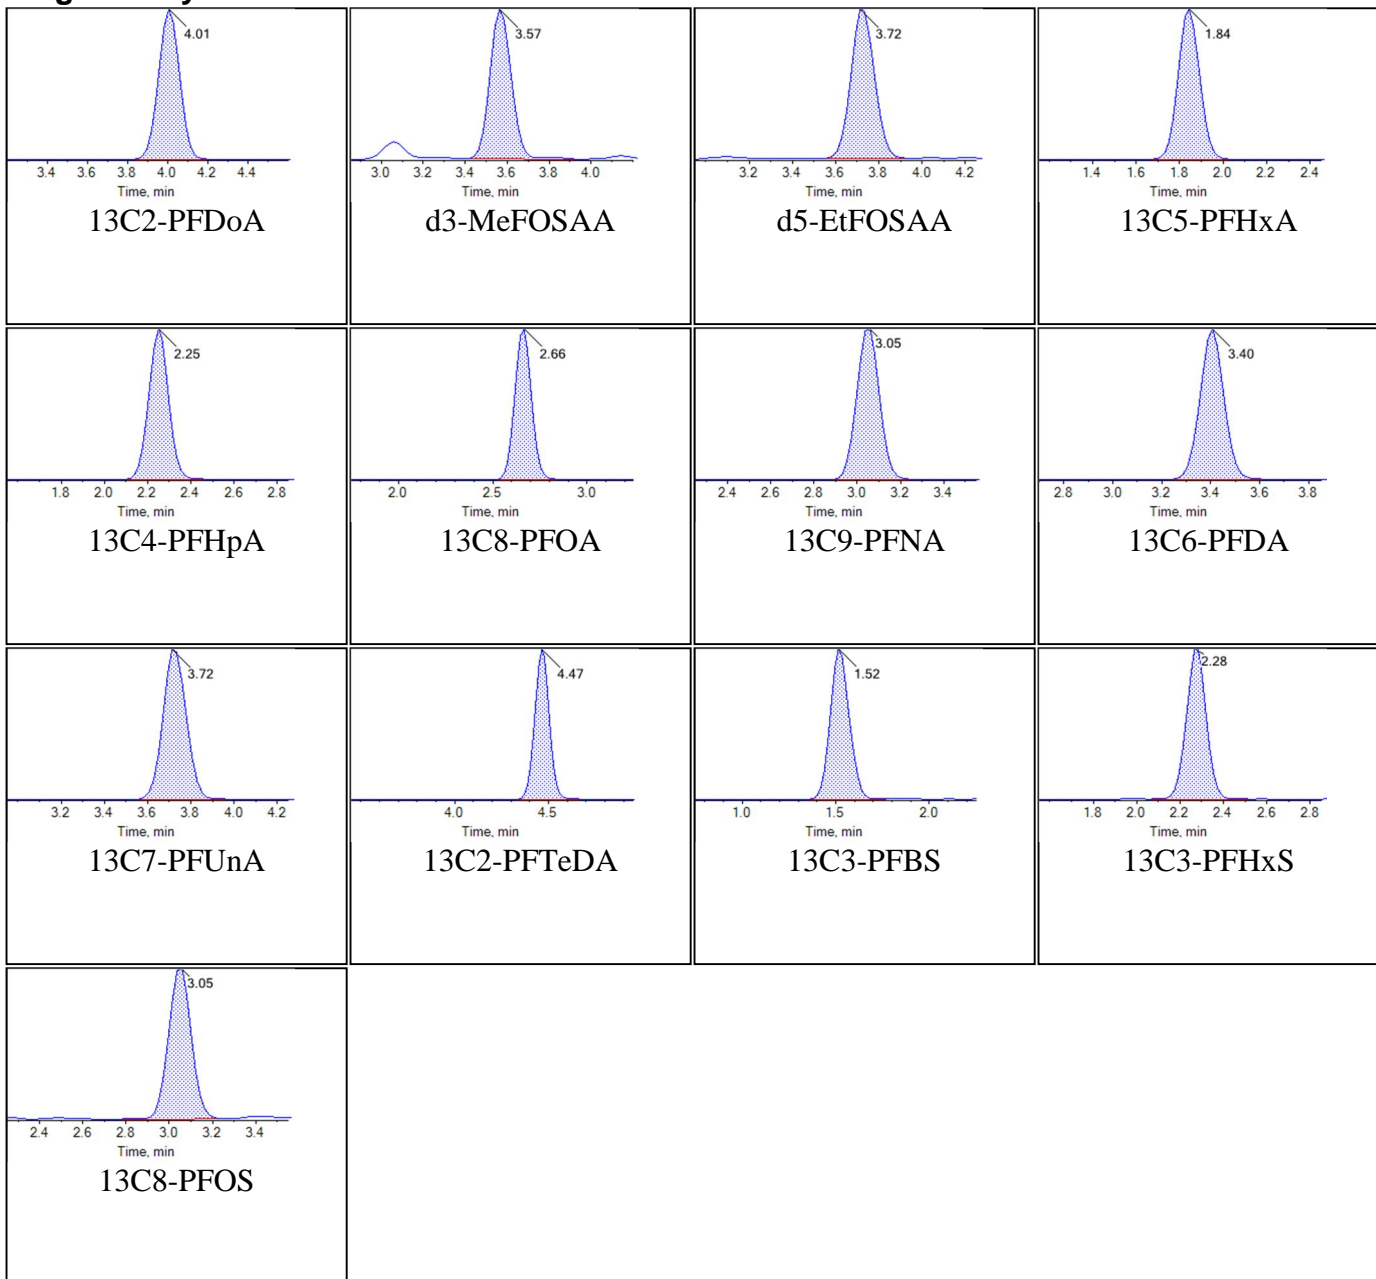 4.01
3.4 3.6 3.8 4.0 4.2 4.4
Time, min
13C2-PFDoA
3.57
3.0 3.2 3.4 3.6 3.8 4.0
Time, min
d3-MeFOSAA
3.72
3.2 3.4 3.6 3.8 4.0 4.2
Time, min
d5-EtFOSAA
1.84
1.4 1.6 1.8 2.0 2.2 2.4
Time, min
13C5-PFHxA
2.25
1.8 2.0 2.2 2.4 2.6 2.8
Time, min
13C4-PFHpA
2.66
2.0 2.5 3.0
Time, min
13C8-PFOA
3.05
2.4 2.6 2.8 3.0 3.2 3.4
Time, min
13C9-PFNA
3.40
2.8 3.0 3.2 3.4 3.6 3.8
Time, min
13C6-PFDA
3.72
3.2 3.4 3.6 3.8 4.0 4.2
Time, min
13C7-PFUnA
4.47
4.0 4.5
Time, min
13C2-PFTeDA
1.52
1.0 1.5 2.0
Time, min
13C3-PFBS
2.28
1.8 2.0 2.2 2.4 2.6 2.8
Time, min
13C3-PFHxS
3.05
2.4 2.6 2.8 3.0 3.2 3.4
Time, min
13C8-PFOS